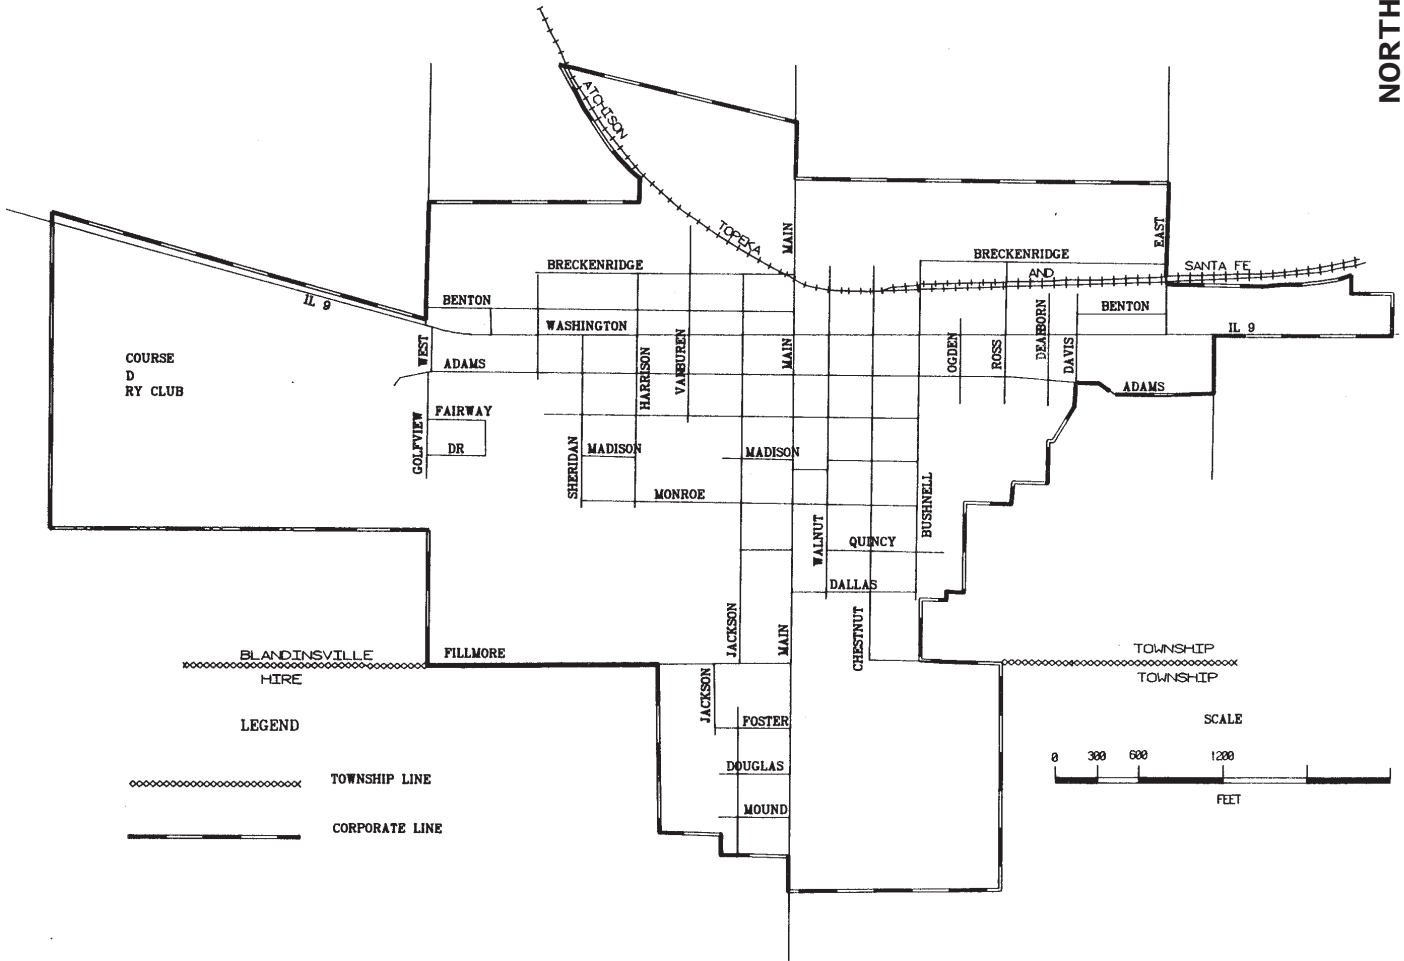 NORTH
ATCHISON
TOPEKA
MAIN
EAST
BRECKENRIDGE
BRECKENRIDGE
AND
SANTA FE
IL 9
BENTON
BENTON
WASHINGTON
IL 9
WEST
ADAMS
HARRISON
VANBUREN
MAIN
OGDEN
ROSS
DEARBORN
DAVIS
ADAMS
COURSE
D
RY CLUB
GOLFVIEW
FAIRWAY
DR
SHERIDAN
MADISON
MADISON
MONROE
BUSHNELL
WALNUT
QUINCY
DALLAS
JACKSON
MAIN
CHESTNUT
BLANDINSVILLE
FILLMORE
TOWNSHIP
HIRE
TOWNSHIP
JACKSON
LEGEND
FOSTER
SCALE
DOUGLAS
0 300 600 1200
TOWNSHIP LINE
FEET
MOUND
CORPORATE LINE